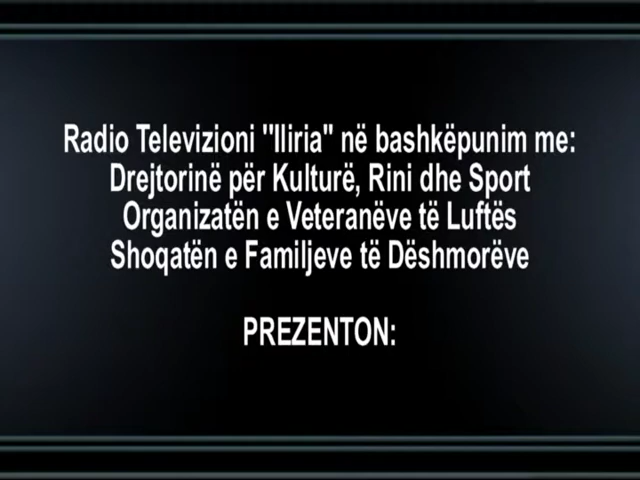 Radio Televizioni "Iliria" në bashkëpunim me:
Drejtorinë për Kulturë, Rini dhe Sport
Organizatën e Veteranëve të Luftës
Shoqatën e Familjeve të Dëshmorëve
PREZENTON: